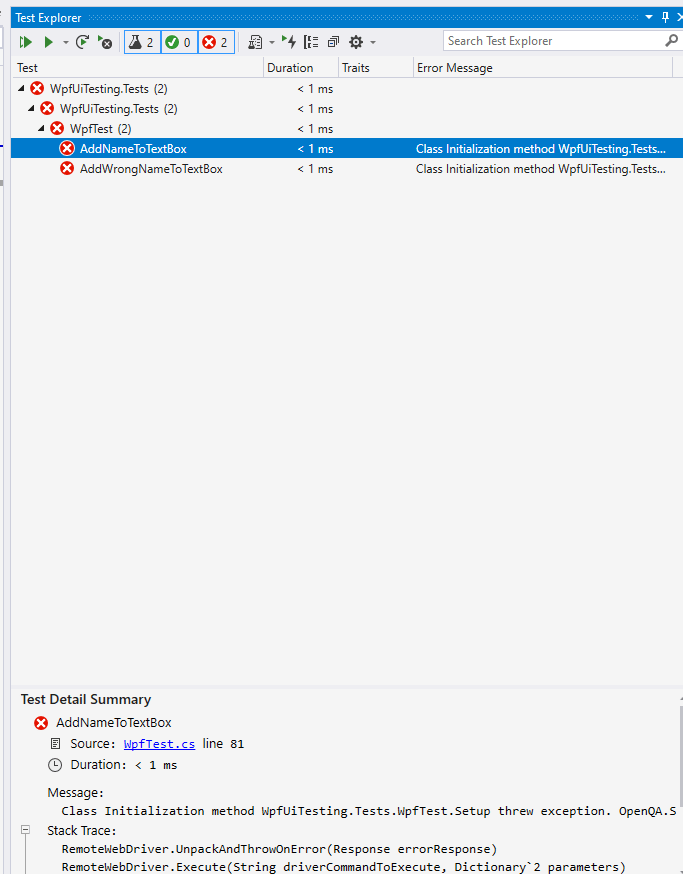 Test Explorer
2 0 2 Search Test Explorer
Test Duration Traits Error Message
WpfUiTesting.Tests (2) < 1 ms
WpfUiTesting.Tests (2) < 1 ms
WpfTest (2) < 1 ms
AddNameToTextBox < 1 ms Class Initialization method WpfUiTesting.Tests...
AddWrongNameToTextBox < 1 ms Class Initialization method WpfUiTesting.Tests...
Test Detail Summary
AddNameToTextBox
Source: WpfTest.cs line 81
Duration: < 1 ms
Message:
Class Initialization method WpfUiTesting.Tests.WpfTest.Setup threw exception. OpenQA.S
Stack Trace:
RemoteWebDriver.UnpackAndThrowOnError(Response errorResponse)
RemoteWebDriver.Execute(String driverCommandToExecute, Dictionary`2 parameters)